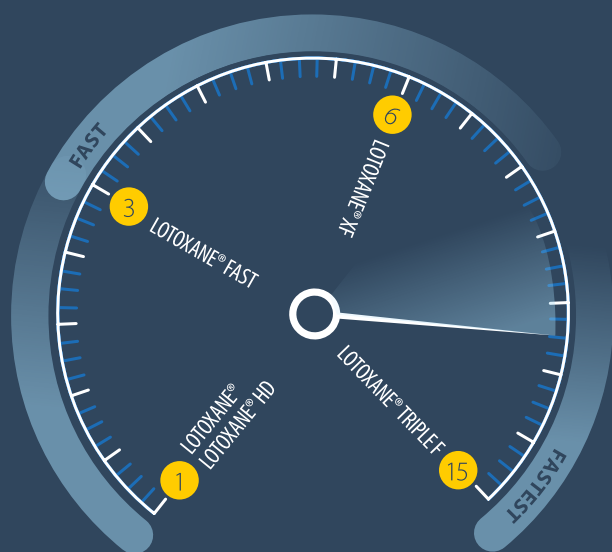 FAST
6
LOTOXANE® XF
3
LOTOXANE® FAST
LOTOXANE®
LOTOXANE® HD
1
LOTOXANE® TRIPLE F
15
FASTEST